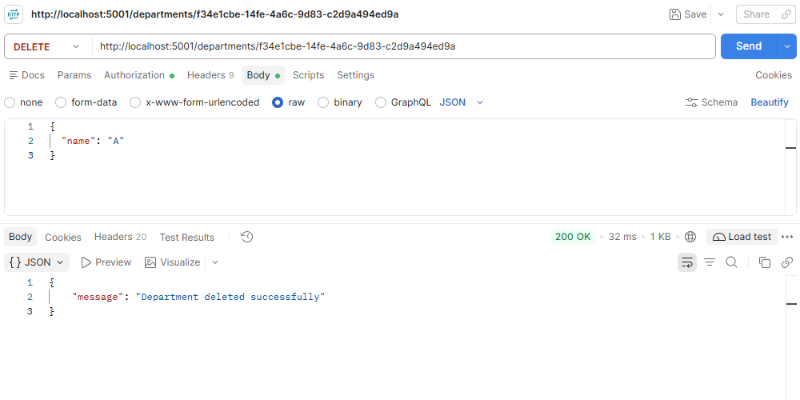 HTTP http://localhost:5001/departments/f34e1cbe-14fe-4a6c-9d83-c2d9a494ed9a Save Share
DELETE http://localhost:5001/departments/f34e1cbe-14fe-4a6c-9d83-c2d9a494ed9a Send
Docs Params Authorization Headers 9 Body Scripts Settings Cookies
none form-data x-www-form-urlencoded raw binary GraphQL JSON Schema Beautify
1 {
2 "name": "A"
3 }
Body Cookies Headers 20 Test Results 200 OK • 32 ms • 1 KB • Load test
{} JSON Preview Visualize
1 {
2 "message": "Department deleted successfully"
3 }